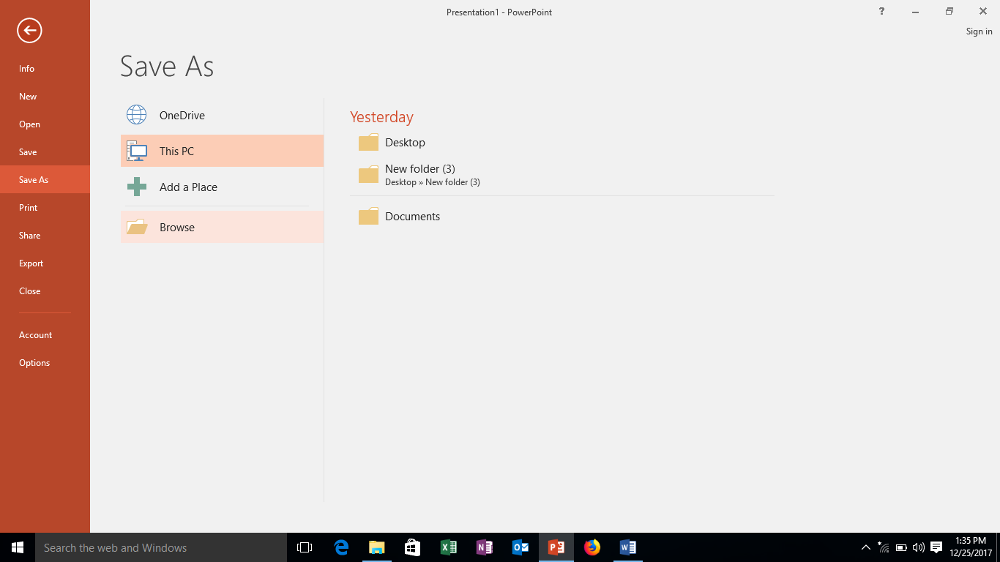 Presentation1 - PowerPoint
?
Sign in
Info
New
Open
Save
Save As
Print
Share
Export
Close
Account
Options
Save As
OneDrive
This PC
Add a Place
Browse
Yesterday
Desktop
New folder (3)
Desktop » New folder (3)
Documents
Search the web and Windows
1:35 PM
12/25/2017